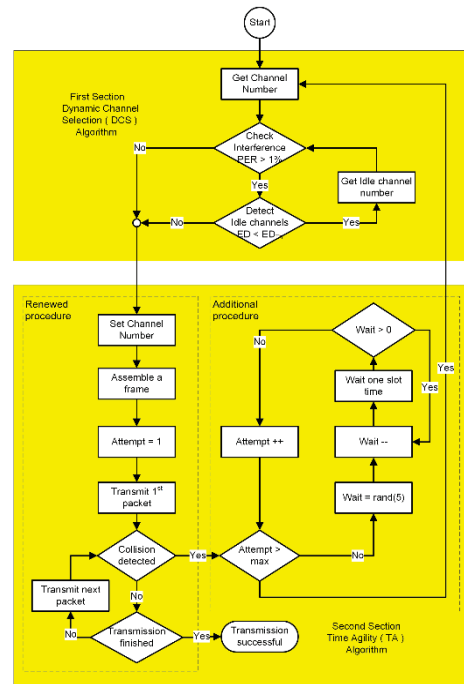 Start
First Section
Dynamic Channel
Selection ( DCS )
Algorithm
Get Channel
Number
Check
Interference
PER > 1%
No
Yes
Get Idle channel
number
Detect
Idle channels
ED < ED
No
Yes
Renewed
procedure
Set Channel
Number
Assemble a
frame
Attempt = 1
Transmit 1st
packet
Collision
detected
Yes
No
Transmit next
packet
No
Transmission
finished
Yes
Transmission
successful
Additional
procedure
Wait > 0
No
Yes
Yes
Wait one slot
time
Attempt ++
Wait --
Wait = rand(5)
Attempt >
max
No
Second Section
Time Agility ( TA )
Algorithm